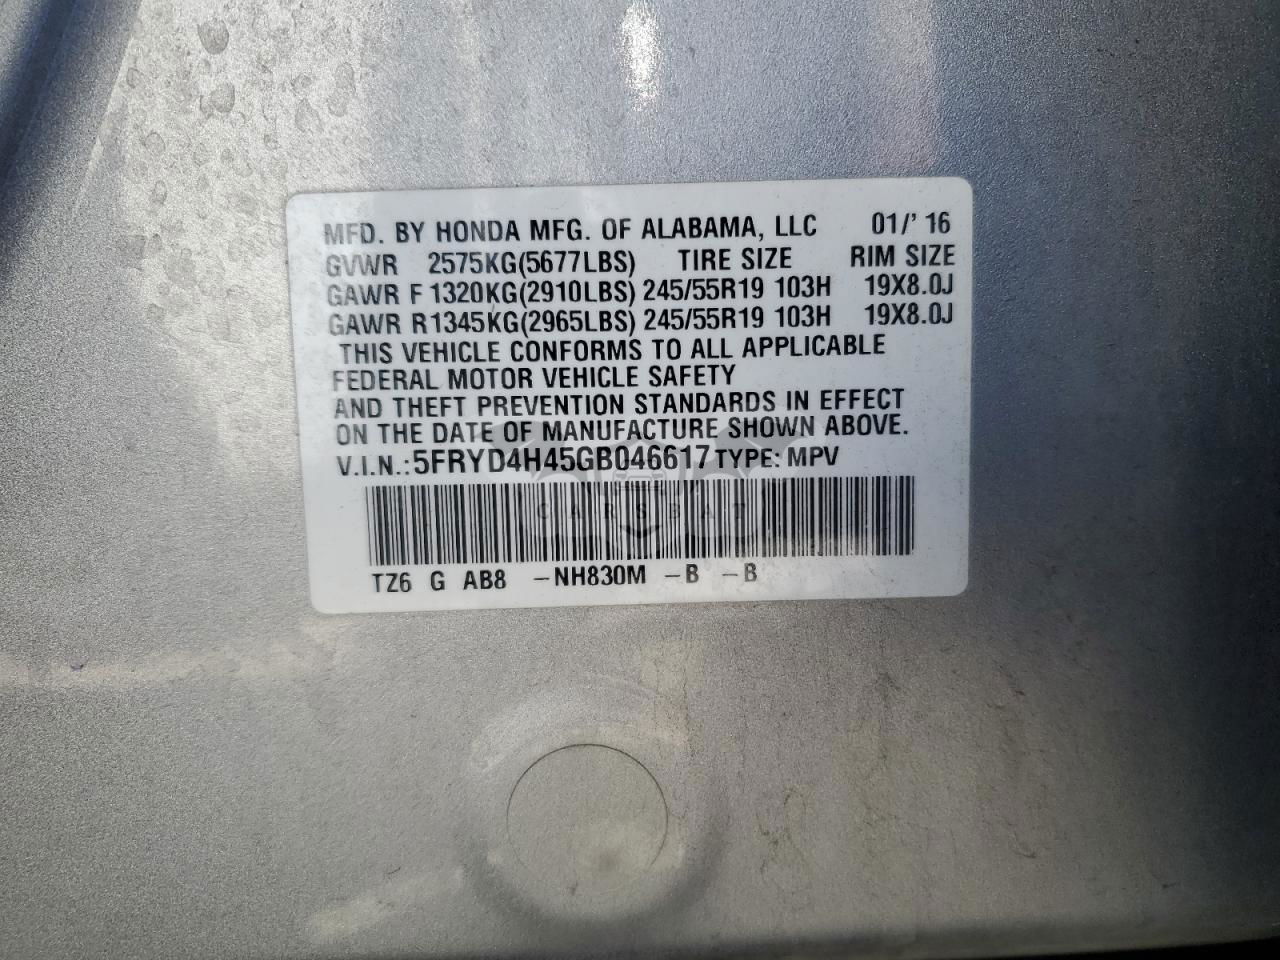 MFD. BY HONDA MFG. OF ALABAMA, LLC 01/' 16
GVWR 2575KG(5677LBS) TIRE SIZE RIM SIZE
GAWR F 1320KG(2910LBS) 245/55R19 103H 19X8.0J
GAWR R1345KG(2965LBS) 245/55R19 103H 19X8.0J
THIS VEHICLE CONFORMS TO ALL APPLICABLE
FEDERAL MOTOR VEHICLE SAFETY
AND THEFT PREVENTION STANDARDS IN EFFECT
ON THE DATE OF MANUFACTURE SHOWN ABOVE.
V.I.N.:5FRYD4H45GB046617 TYPE: MPV
CARSBAT
TZ6 G AB8 -NH830M -B -B